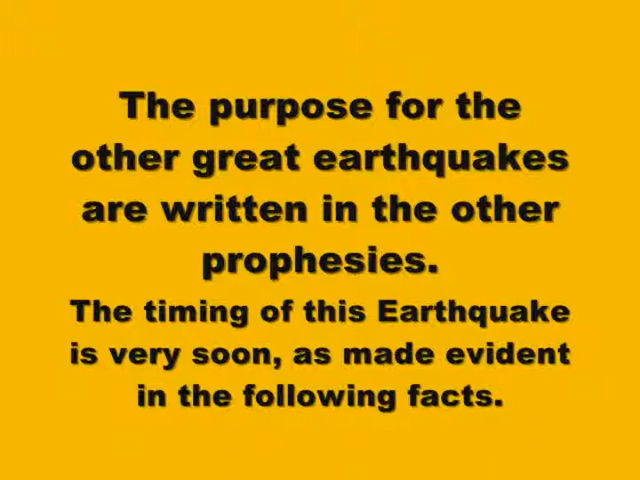 The purpose for the
other great earthquakes
are written in the other
prophesies.
The timing of this Earthquake
is very soon, as made evident
in the following facts.